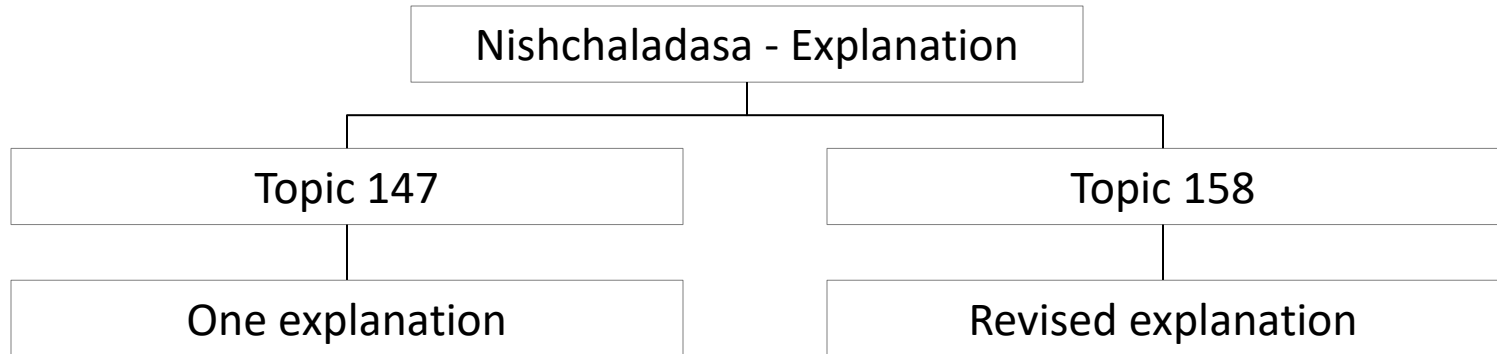 Nishchaladasa - Explanation
Topic 147
Topic 158
One explanation
Revised explanation